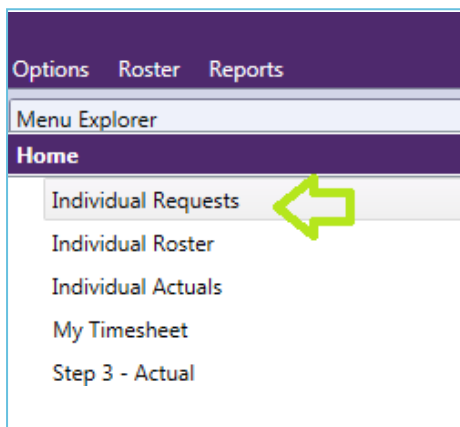 Options Roster Reports
Menu Explorer
Home
Individual Requests
Individual Roster
Individual Actuals
My Timesheet
Step 3 - Actual